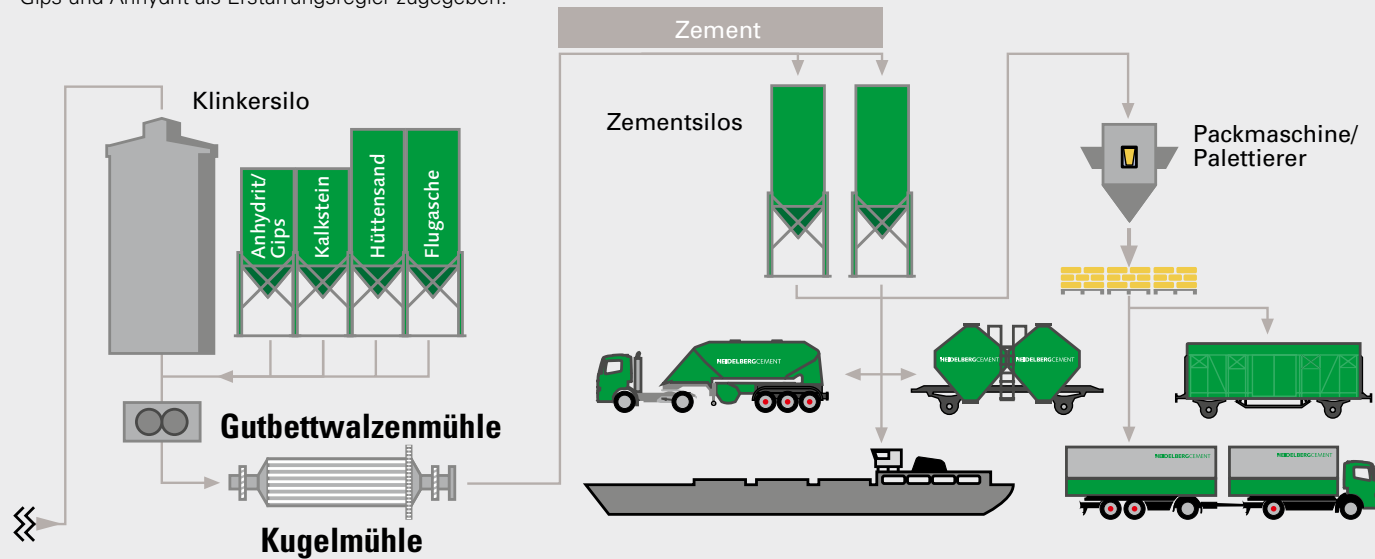 Gips und Anhydrit als Erstarrungsregler zugegeben.
Zement
Klinkersilo
Zementsilos
Packmaschine/
Palettierer
Anhydrit/
Gips
Kalkstein
Hüttensand
Flugasche
HEIDELBERGCEMENT
HEIDELBERGCEMENT
HEIDELBERGCEMENT
Gutbettwalzenmühle
HEIDELBERGCEMENT
HEIDELBERGCEMENT
Kugelmühle